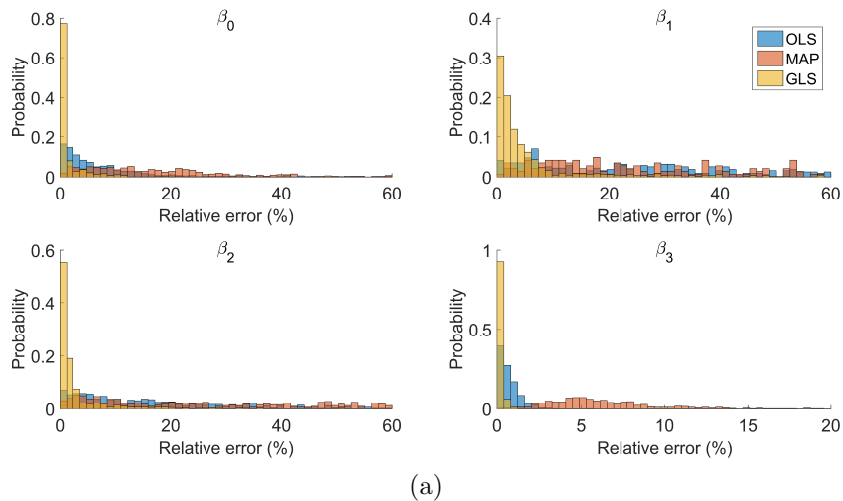 β0
0.8
0.6
0.4
0.2
0
Probability
0 20 40 60
Relative error (%)
β1
0.4
0.3
0.2
0.1
0
Probability
0 20 40 60
Relative error (%)
OLS
MAP
GLS
β2
0.6
0.4
0.2
0
Probability
0 20 40 60
Relative error (%)
β3
1
0.5
0
Probability
0 5 10 15 20
Relative error (%)
(a)